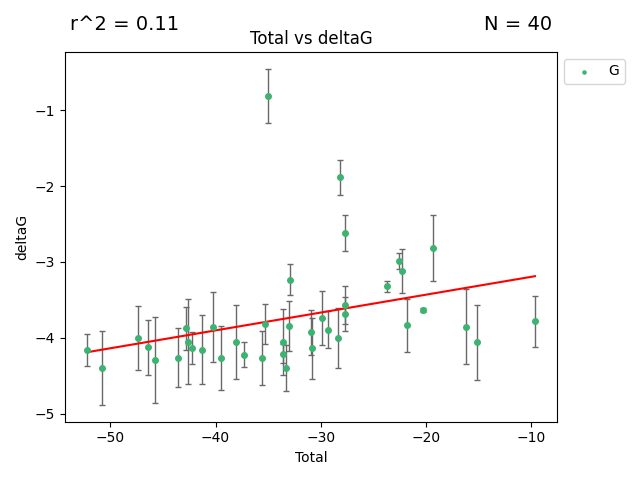 r^2 = 0.11
N = 40
Total vs deltaG
G
−1
−2
−3
−4
−5
deltaG
−50
−40
−30
−20
−10
Total